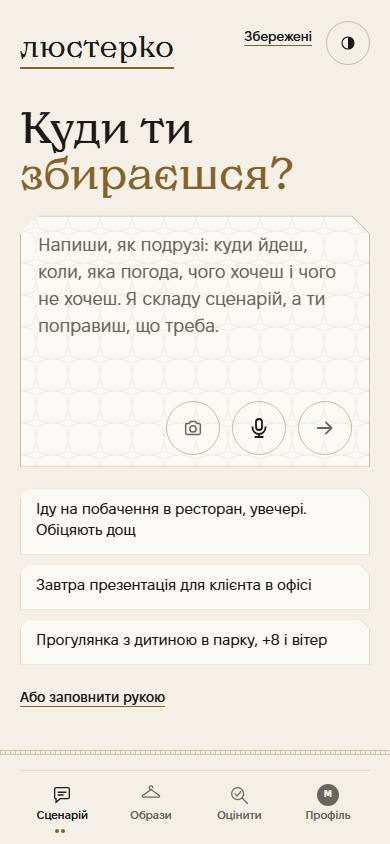 люстерко
Збережені
Куди ти
збираєшся?
Напиши, як подрузі: куди йдеш,
коли, яка погода, чого хочеш і чого
не хочеш. Я складу сценарій, а ти
поправиш, що треба.
Іду на побачення в ресторан, увечері.
Обіцяють дощ
Завтра презентація для клієнта в офісі
Прогулянка з дитиною в парку, +8 і вітер
Або заповнити рукою
М
Сценарій Образи Оцінити Профіль